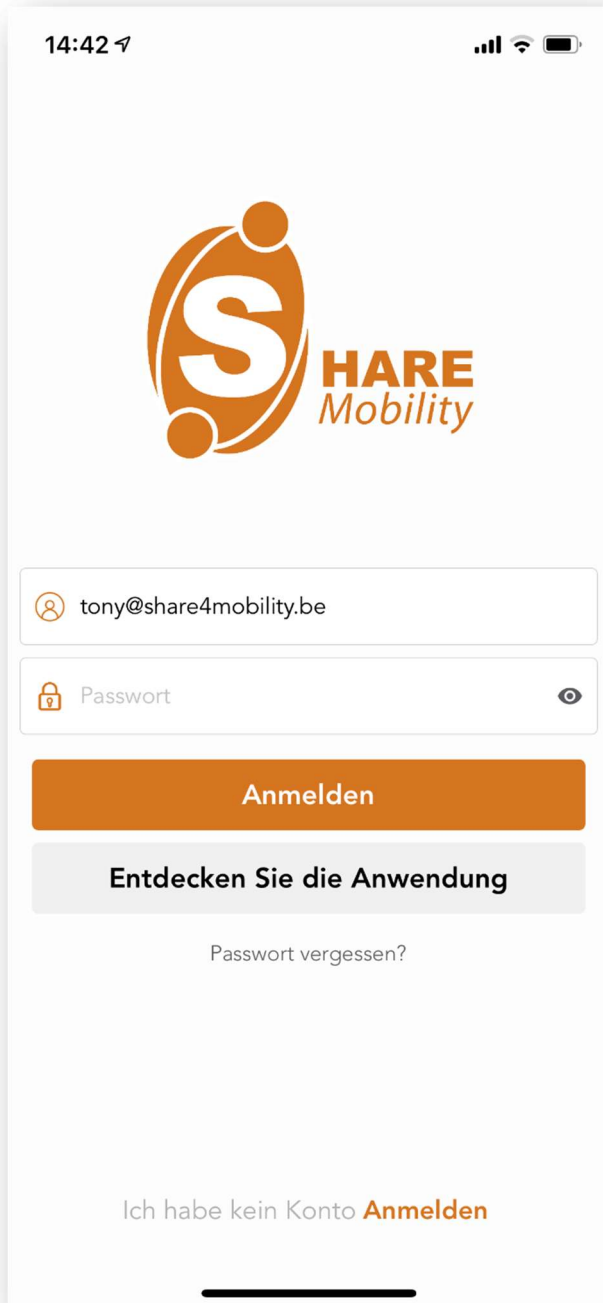 14:42
SHARE
Mobility
tony@share4mobility.be
Passwort
Anmelden
Entdecken Sie die Anwendung
Passwort vergessen?
Ich habe kein Konto Anmelden